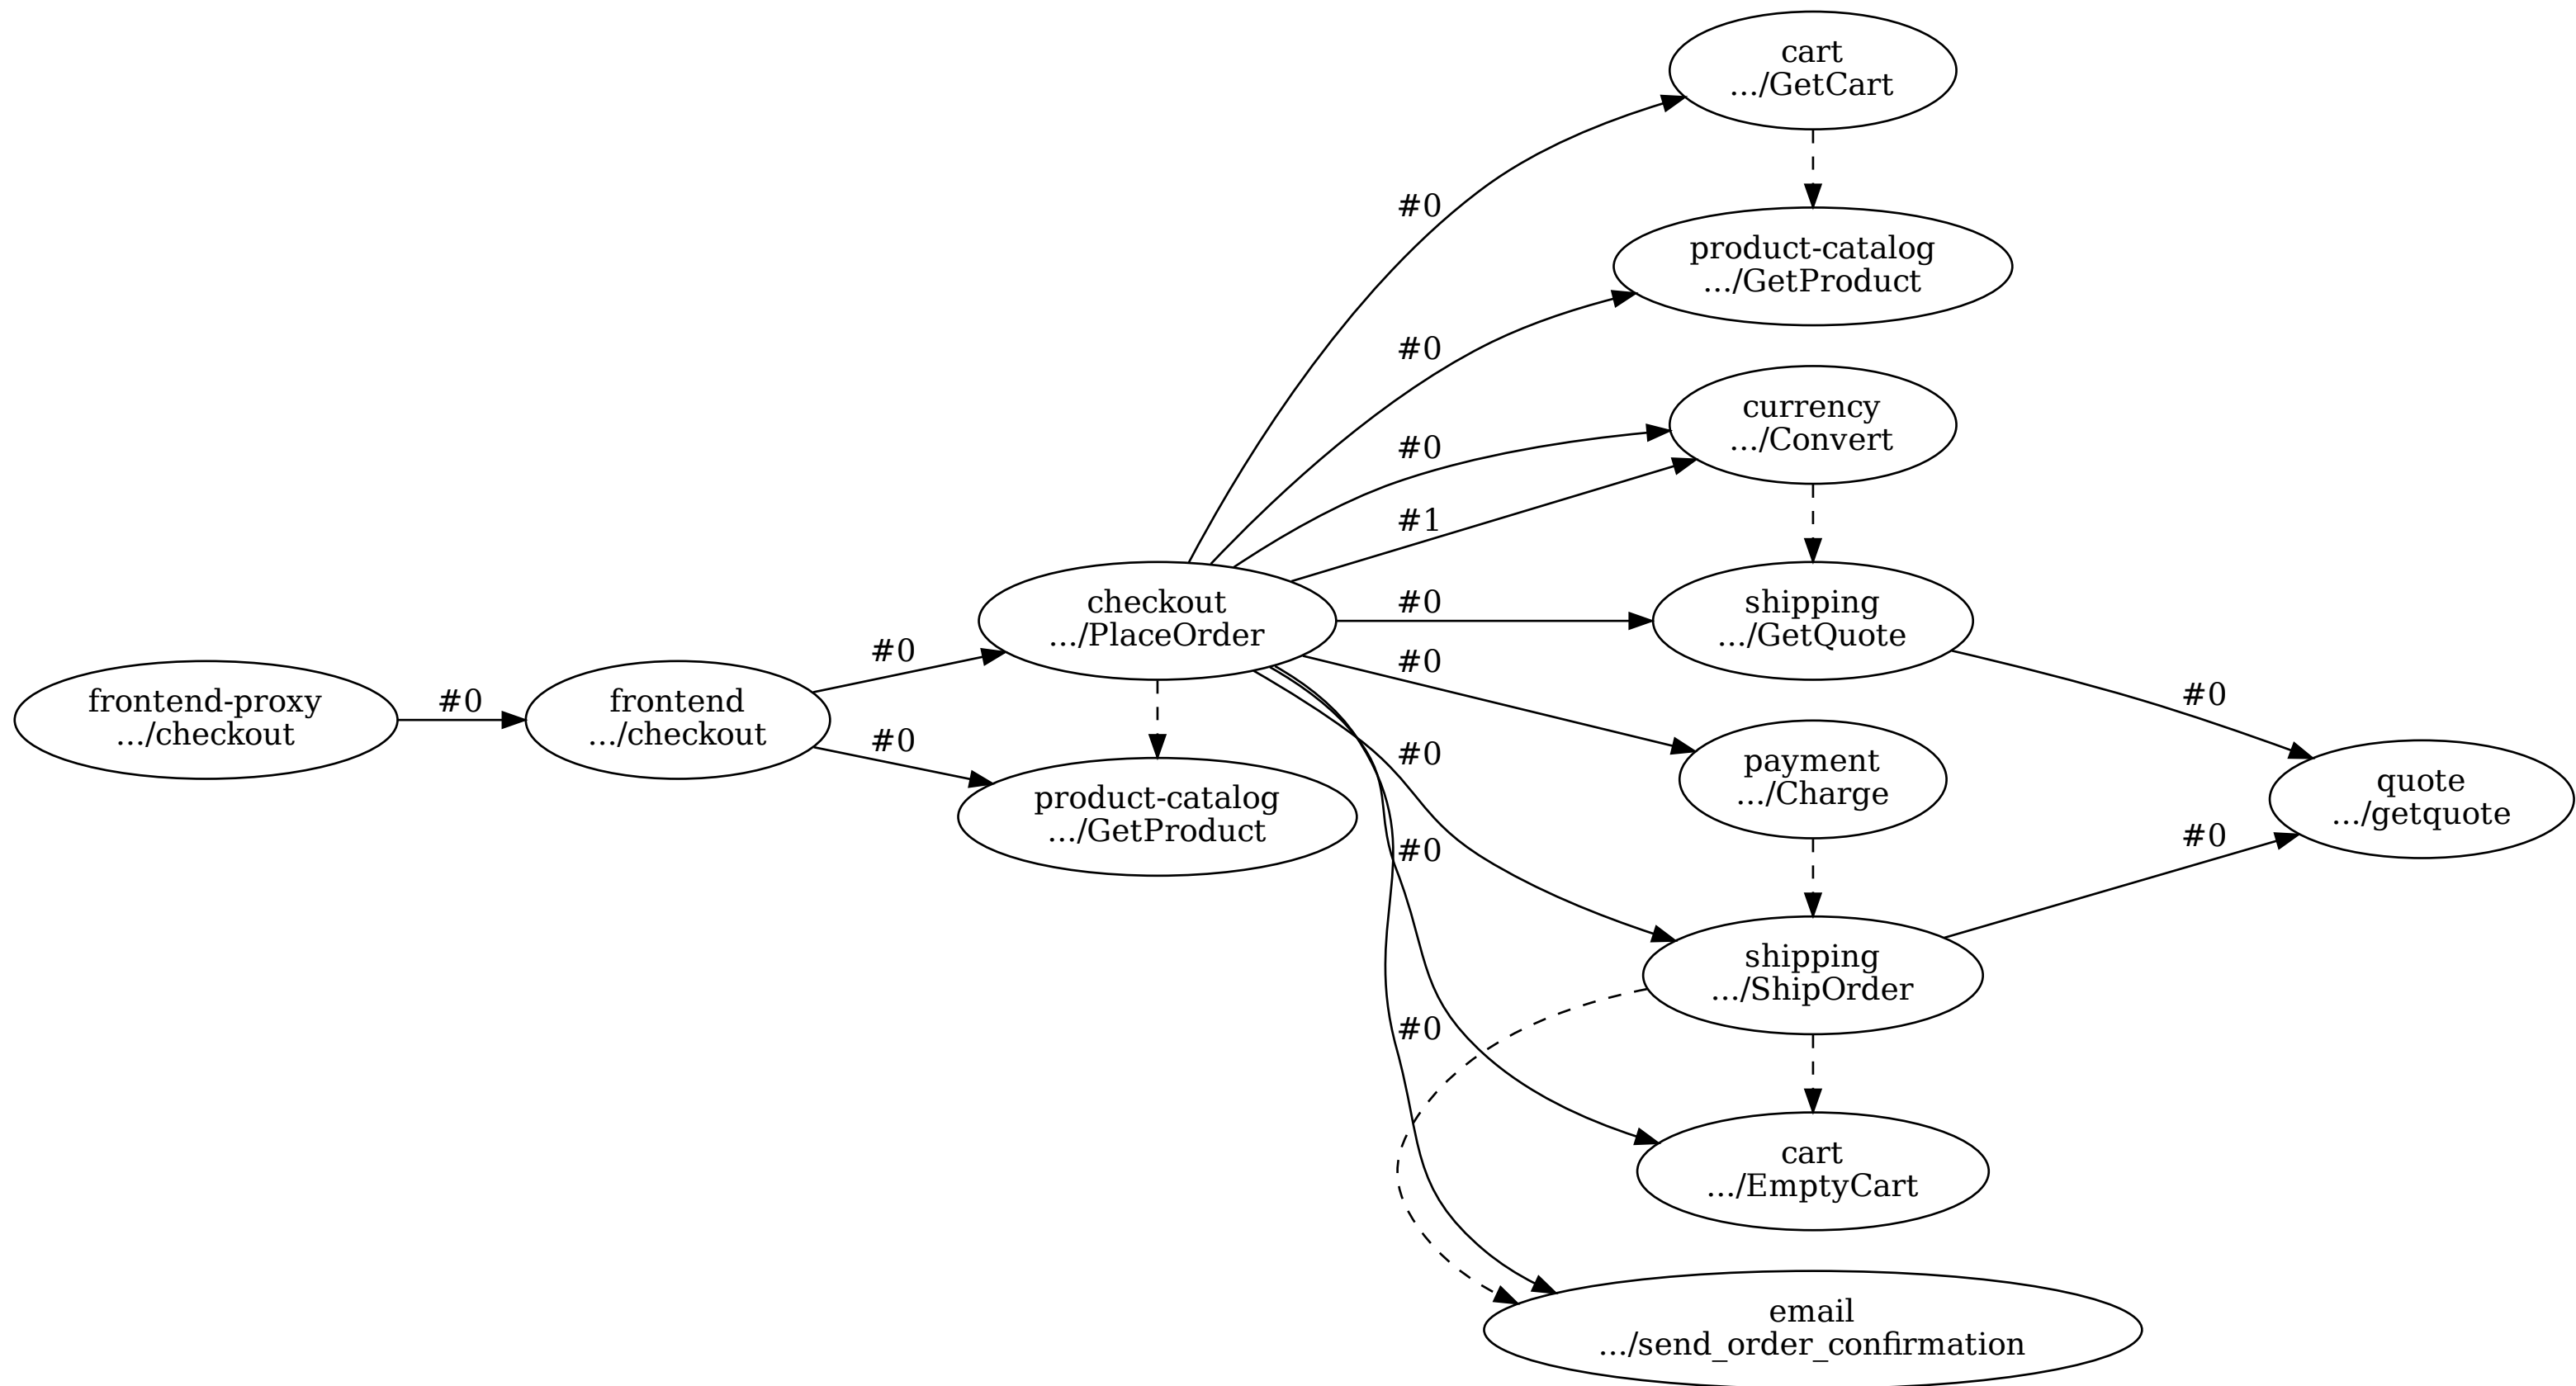 cart
.../GetCart
#0
product-catalog
.../GetProduct
#0
currency
.../Convert
#0
#1
checkout
.../PlaceOrder
#0
shipping
.../GetQuote
#0
#0
#0
frontend-proxy
.../checkout
#0
frontend
.../checkout
#0
product-catalog
.../GetProduct
#0
payment
.../Charge
quote
.../getquote
#0
#0
shipping
.../ShipOrder
#0
cart
.../EmptyCart
email
.../send_order_confirmation